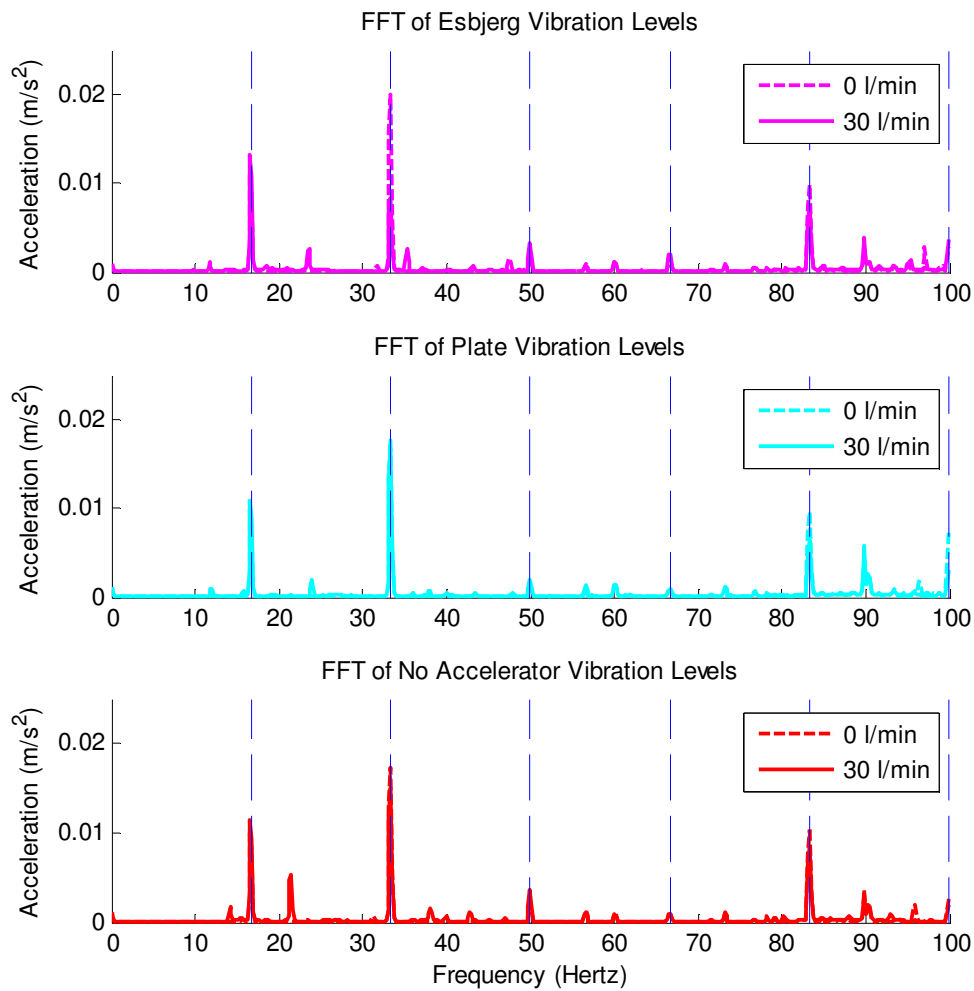 FFT of Esbjerg Vibration Levels
Acceleration (m/s²)
0.02
0.01
0
0 10 20 30 40 50 60 70 80 90 100
0 l/min
30 l/min
FFT of Plate Vibration Levels
Acceleration (m/s²)
0.02
0.01
0
0 10 20 30 40 50 60 70 80 90 100
0 l/min
30 l/min
FFT of No Accelerator Vibration Levels
Acceleration (m/s²)
0.02
0.01
0
0 10 20 30 40 50 60 70 80 90 100
0 l/min
30 l/min
Frequency (Hertz)